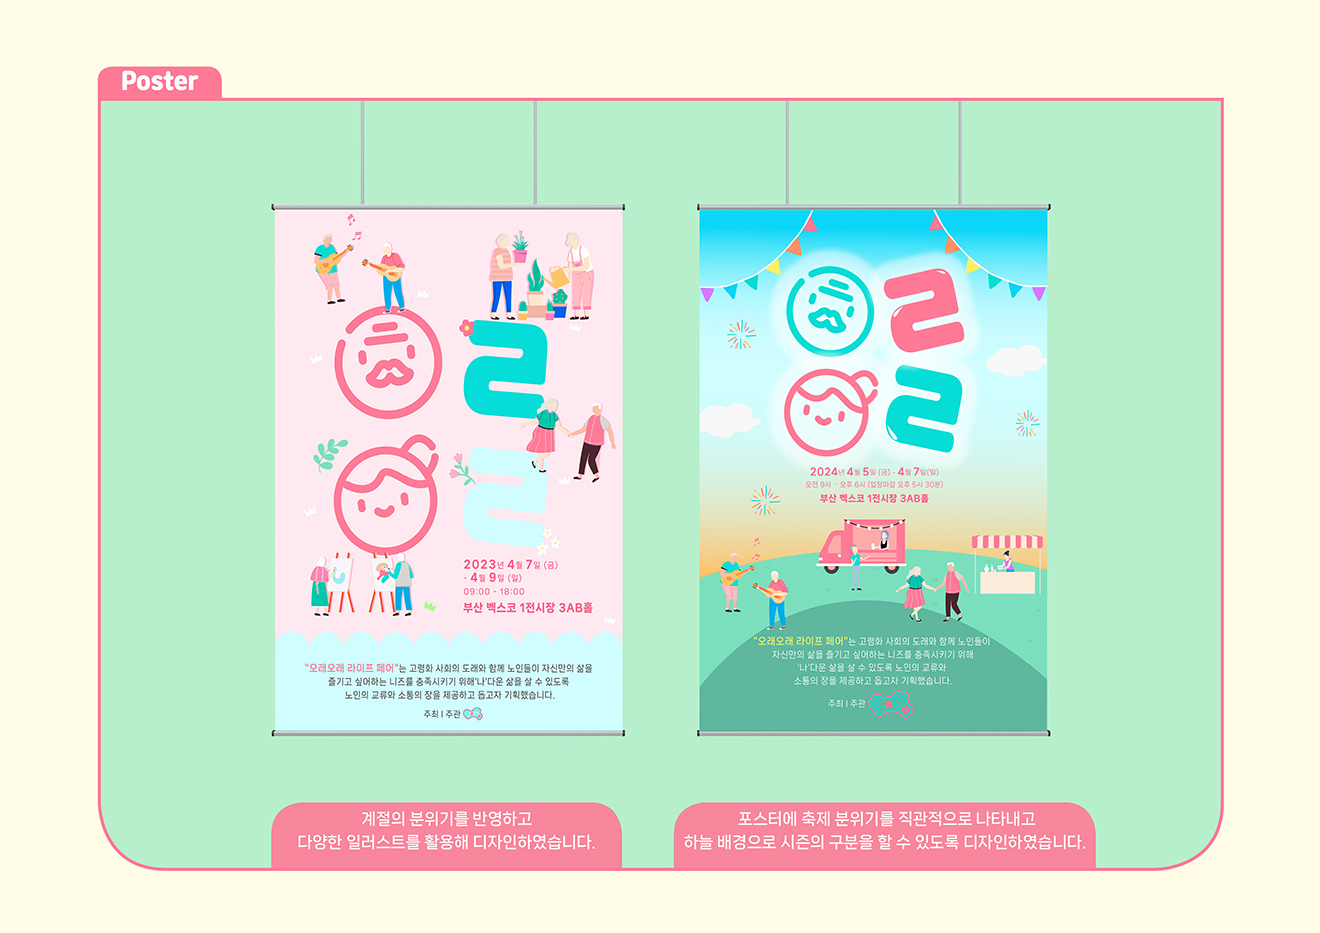 Poster
2023년 4월 7일 (금)
- 4월 9일 (일)
09:00 - 18:00
부산 벡스코 1전시장 3AB홀
"오래오래 라이프 페어"는 고령화 사회의 도래와 함께 노인들이 자신만의 삶을
즐기고 싶어하는 니즈를 충족시키기 위해'나'다운 삶을 살 수 있도록
노인의 교류와 소통의 장을 제공하고 돕고자 기획했습니다.
주최 I 주관
2024년 4월 5일 (금) - 4월 7일(일)
오전 9시 - 오후 6시 (입장마감 오후 5시 30분)
부산 벡스코 1전시장 3AB홀
"오래오래 라이프 페어"는 고령화 사회의 도래와 함께 노인들이
자신만의 삶을 즐기고 싶어하는 니즈를 충족시키기 위해
'나'다운 삶을 살 수 있도록 노인의 교류와
소통의 장을 제공하고 돕고자 기획했습니다.
주최 I 주관
계절의 분위기를 반영하고
다양한 일러스트를 활용해 디자인하였습니다.
포스터에 축제 분위기를 직관적으로 나타내고
하늘 배경으로 시즌의 구분을 할 수 있도록 디자인하였습니다.